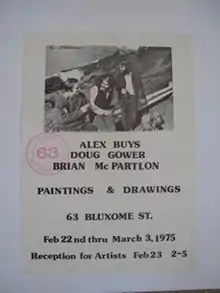 63
ALEX BUYS
DOUG GOWER
BRIAN McPARTLON
PAINTINGS & DRAWINGS
63 BLUXOME ST.
Feb 22nd thru March 3, 1975
Reception for Artists Feb 23 2-5